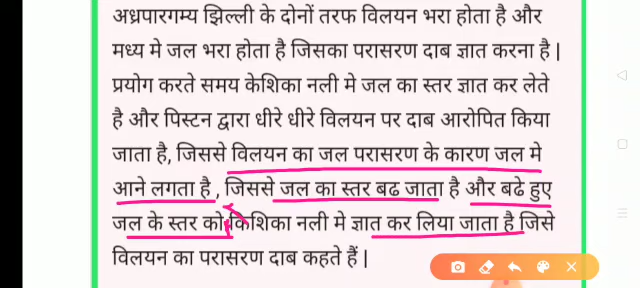 अध्रपारगम्य झिल्ली के दोनों तरफ विलयन भरा होता है और
मध्य मे जल भरा होता है जिसका परासरण दाब ज्ञात करना है |
प्रयोग करते समय केशिका नली मे जल का स्तर ज्ञात कर लेते
है और पिस्टन द्वारा धीरे धीरे विलयन पर दाब आरोपित किया
जाता है, जिससे विलयन का जल परासरण के कारण जल मे
आने लगता है , जिससे जल का स्तर बढ जाता है और बढे हुए
जल के स्तर को किशिका नली मे ज्ञात कर लिया जाता है जिसे
विलयन का परासरण दाब कहते हैं |